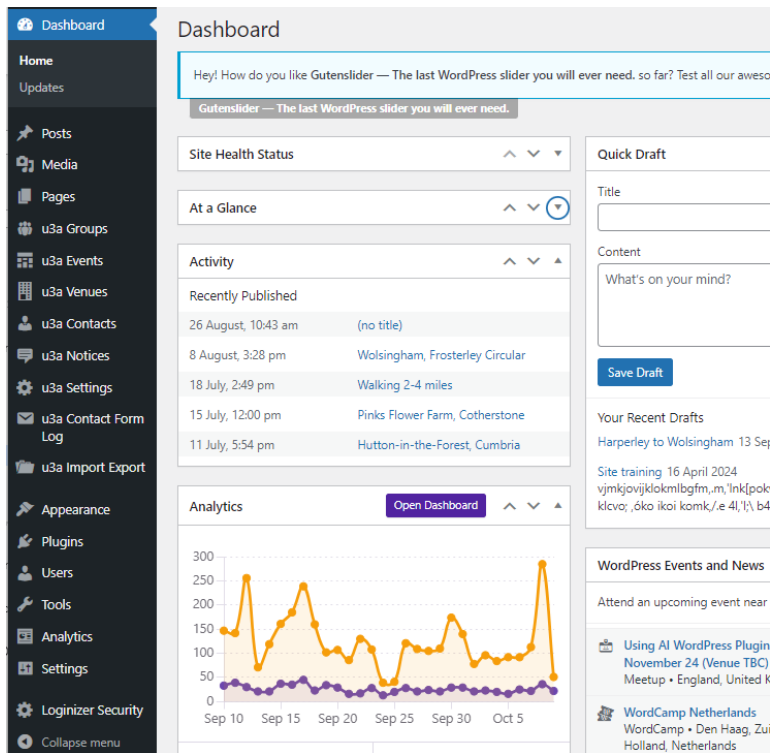 Dashboard
Home
Updates
Posts
Media
Pages
u3a Groups
u3a Events
u3a Venues
u3a Contacts
u3a Notices
u3a Settings
u3a Contact Form
Log
u3a Import Export
Appearance
Plugins
Users
Tools
Analytics
Settings
Loginizer Security
Collapse menu
Dashboard
Hey! How do you like Gutenslider — The last WordPress slider you will ever need. so far? Test all our aweso
Gutenslider — The last WordPress slider you will ever need.
Site Health Status
At a Glance
Activity
Recently Published
26 August, 10:43 am (no title)
8 August, 3:28 pm Wolsingham, Frosterley Circular
18 July, 2:49 pm Walking 2-4 miles
15 July, 12:00 pm Pinks Flower Farm, Cotherstone
11 July, 5:54 pm Hutton-in-the-Forest, Cumbria
Analytics Open Dashboard
300
250
200
150
100
50
0
Sep 10 Sep 15 Sep 20 Sep 25 Sep 30 Oct 5
Quick Draft
Title
Content
What's on your mind?
Save Draft
Your Recent Drafts
Harperley to Wolsingham 13 Sep
Site training 16 April 2024
vjmkjovijklokmlbgfm,.m,'lnk[pok
klcvo; ,óko ikoi komk,/.e 4l,'l;\ b4
WordPress Events and News
Attend an upcoming event near
Using AI WordPress Plugin
November 24 (Venue TBC)
Meetup • England, United K
WordCamp Netherlands
WordCamp • Den Haag, Zui
Holland, Netherlands